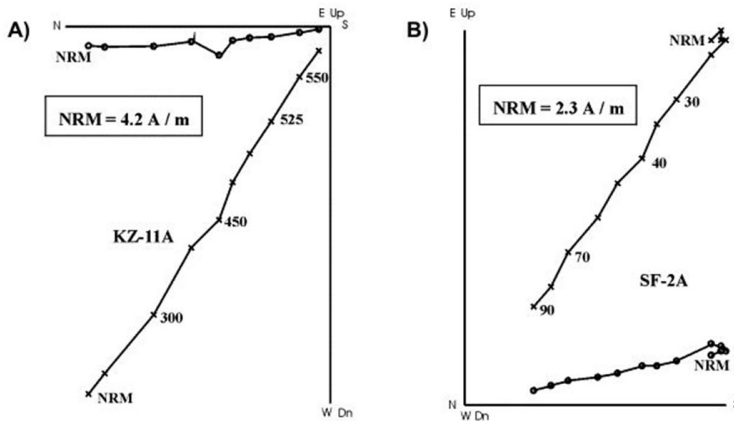 A)
E Up
N
S
NRM
NRM = 4.2 A / m
550
525
450
KZ-11A
300
NRM
W Dn
B)
E Up
NRM
NRM = 2.3 A / m
30
40
70
SF-2A
90
NRM
N
W Dn